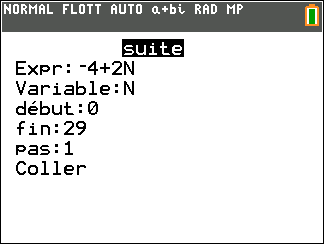 NORMAL FLOTT AUTO a+bi RAD MP
suite
Expr: ⁻4+2N
Variable:N
début:0
fin:29
pas:1
Coller